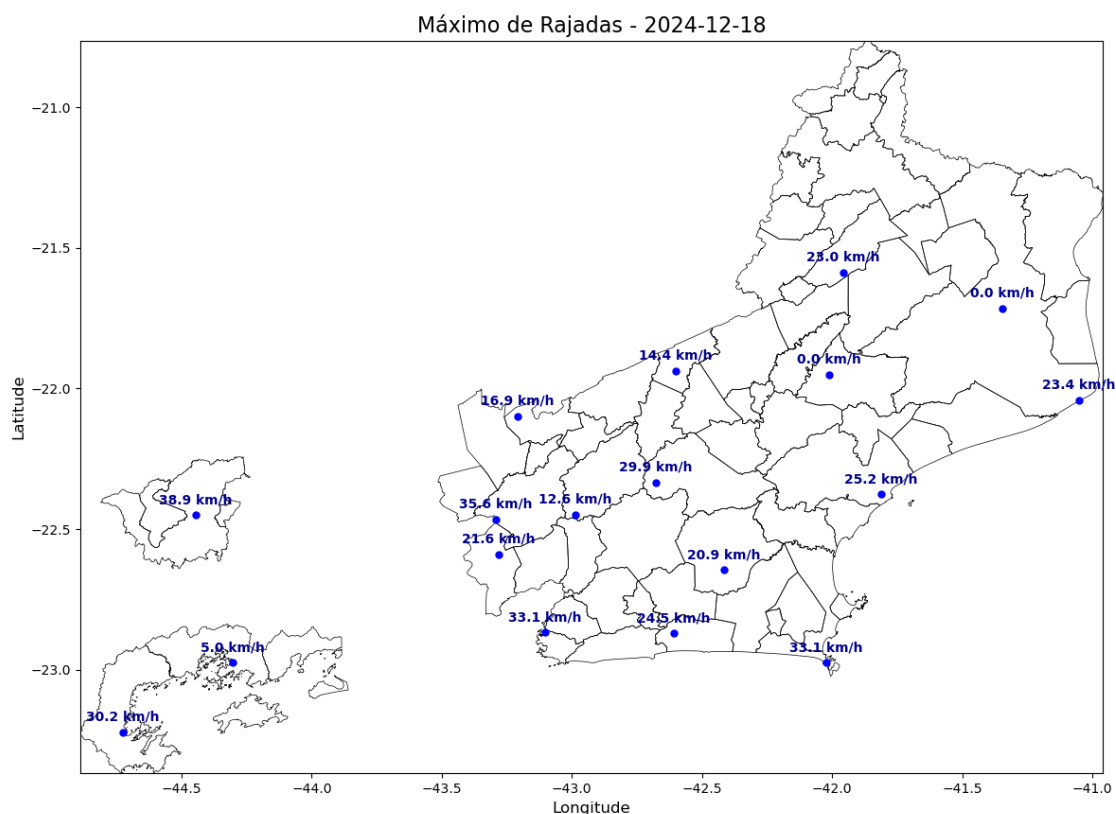 Máximo de Rajadas - 2024-12-18
Latitude
−21.0
−21.5
−22.0
−22.5
−23.0
23.0 km/h
0.0 km/h
14.4 km/h
0.0 km/h
23.4 km/h
16.9 km/h
29.9 km/h
25.2 km/h
38.9 km/h
35.6 km/h
12.6 km/h
21.6 km/h
20.9 km/h
33.1 km/h
24.5 km/h
5.0 km/h
33.1 km/h
30.2 km/h
−44.5
−44.0
−43.5
−43.0
−42.5
−42.0
−41.5
−41.0
Longitude